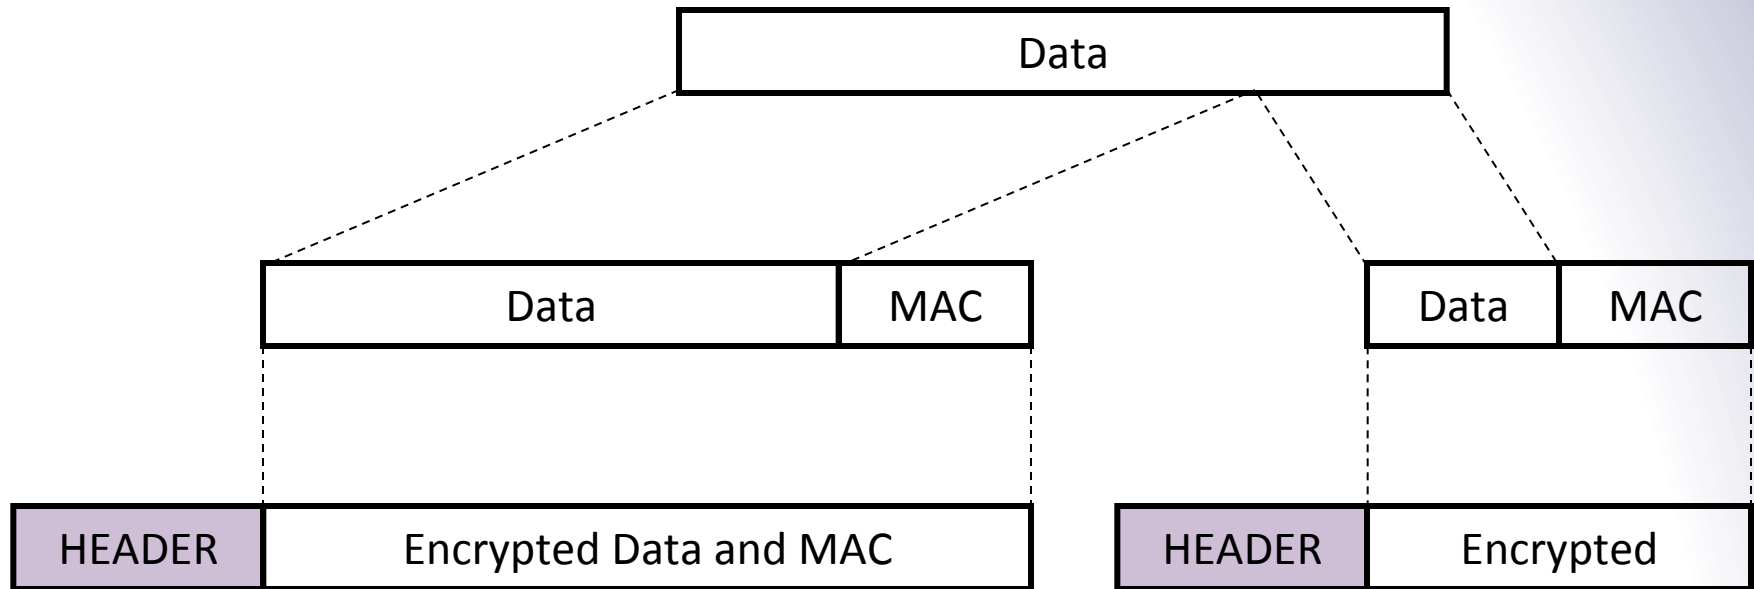 Data
Data MAC Data MAC
HEADER Encrypted Data and MAC HEADER Encrypted